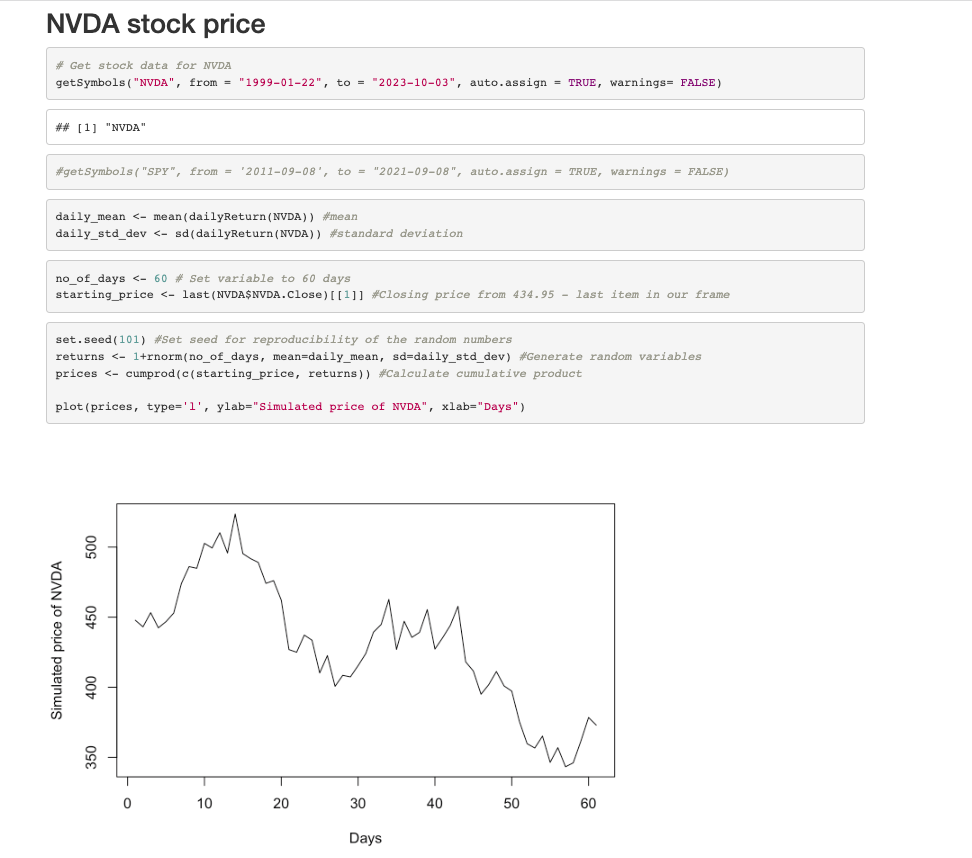 NVDA stock price
# Get stock data for NVDA
getSymbols("NVDA", from = "1999-01-22", to = "2023-10-03", auto.assign = TRUE, warnings= FALSE)
## [1] "NVDA"
#getSymbols("SPY", from = '2011-09-08', to = "2021-09-08", auto.assign = TRUE, warnings = FALSE)
daily_mean <- mean(dailyReturn(NVDA)) #mean
daily_std_dev <- sd(dailyReturn(NVDA)) #standard deviation
no_of_days <- 60 # Set variable to 60 days
starting_price <- last(NVDA$NVDA.Close)[[1]] #Closing price from 434.95 - last item in our frame
set.seed(101) #Set seed for reproducibility of the random numbers
returns <- 1+rnorm(no_of_days, mean=daily_mean, sd=daily_std_dev) #Generate random variables
prices <- cumprod(c(starting_price, returns)) #Calculate cumulative product
plot(prices, type='l', ylab="Simulated price of NVDA", xlab="Days")
Simulated price of NVDA
500
450
400
350
0 10 20 30 40 50 60
Days